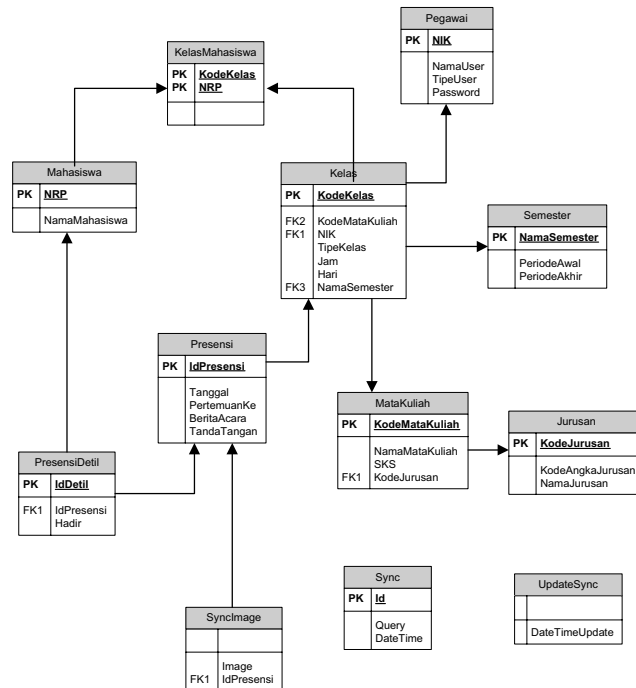 Pegawai
PK NIK
NamaUser
TipeUser
Password
KelasMahasiswa
PK KodeKelas
PK NRP
Mahasiswa
PK NRP
NamaMahasiswa
Kelas
PK KodeKelas
FK2 KodeMataKuliah
FK1 NIK
TipeKelas
Jam
Hari
FK3 NamaSemester
Semester
PK NamaSemester
PeriodeAwal
PeriodeAkhir
Presensi
PK IdPresensi
Tanggal
PertemuanKe
BeritaAcara
TandaTangan
MataKuliah
PK KodeMataKuliah
NamaMataKuliah
SKS
FK1 KodeJurusan
Jurusan
PK KodeJurusan
KodeAngkaJurusan
NamaJurusan
PresensiDetil
PK IdDetil
FK1 IdPresensi
Hadir
Sync
PK Id
Query
DateTime
UpdateSync
DateTimeUpdate
SyncImage
Image
FK1 IdPresensi